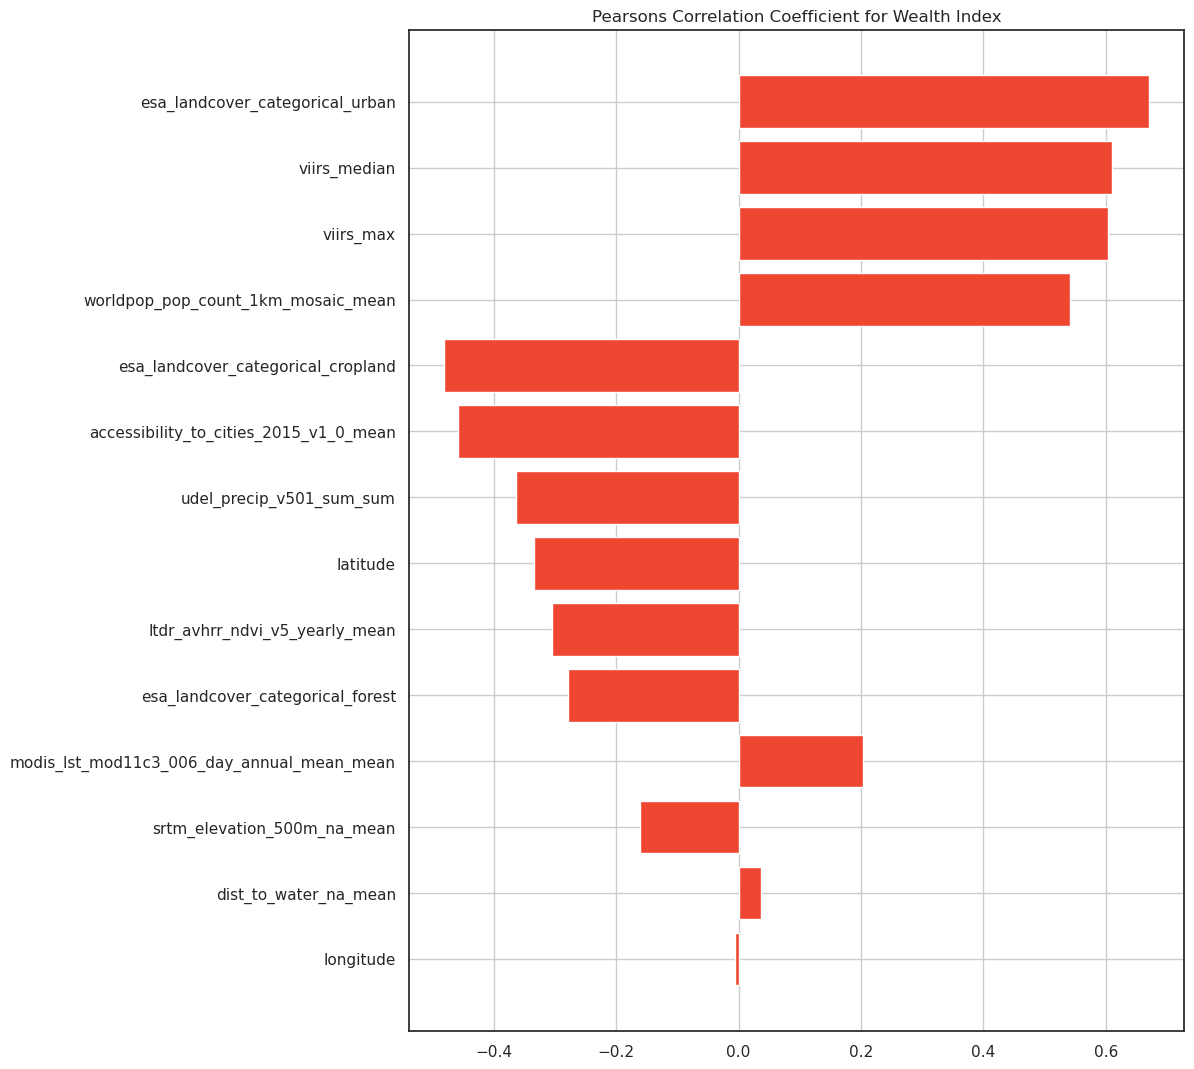 Pearsons Correlation Coefficient for Wealth Index
esa_landcover_categorical_urban
viirs_median
viirs_max
worldpop_pop_count_1km_mosaic_mean
esa_landcover_categorical_cropland
accessibility_to_cities_2015_v1_0_mean
udel_precip_v501_sum_sum
latitude
ltdr_avhrr_ndvi_v5_yearly_mean
esa_landcover_categorical_forest
modis_lst_mod11c3_006_day_annual_mean_mean
srtm_elevation_500m_na_mean
dist_to_water_na_mean
longitude
−0.4 −0.2 0.0 0.2 0.4 0.6